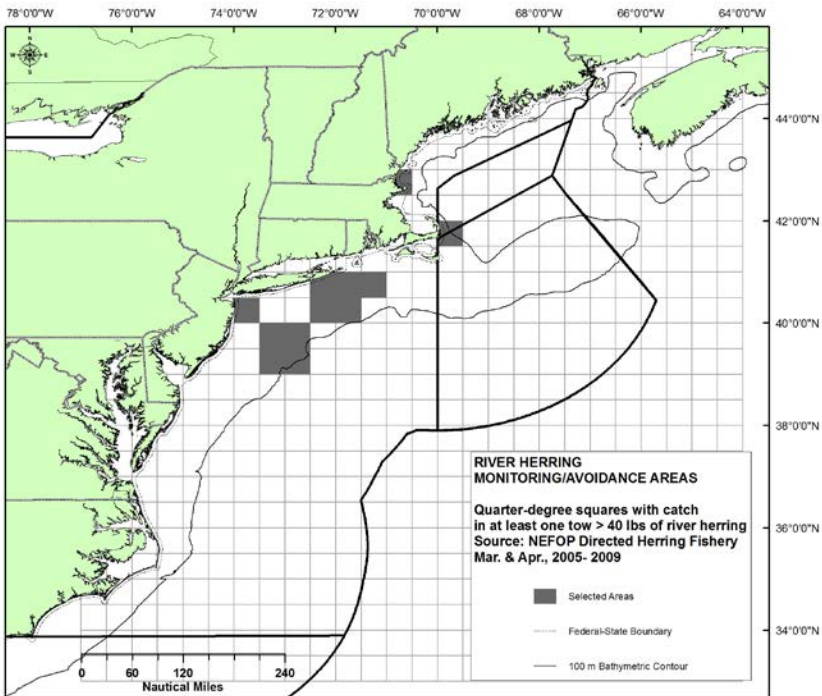 78°0'0"W 76°0'0"W 74°0'0"W 72°0'0"W 70°0'0"W 68°0'0"W 66°0'0"W 64°0'0"W
N
W E
S
44°0'0"N
42°0'0"N
40°0'0"N
38°0'0"N
36°0'0"N
34°0'0"N
RIVER HERRING
MONITORING/AVOIDANCE AREAS
Quarter-degree squares with catch
in at least one tow > 40 lbs of river herring
Source: NEFOP Directed Herring Fishery
Mar. & Apr., 2005- 2009
Selected Areas
Federal-State Boundary
100 m Bathymetric Contour
0 60 120 240
Nautical Miles